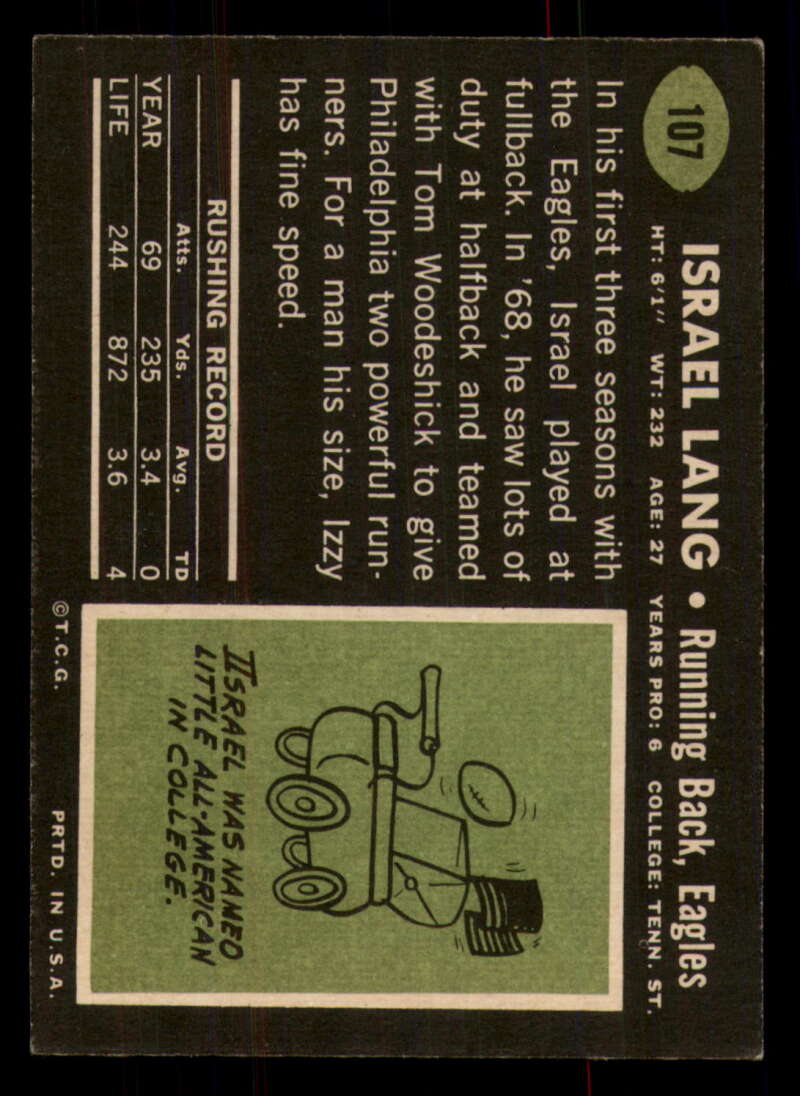 107
ISRAEL LANG • Running Back, Eagles
HT: 6'1" WT: 232 AGE: 27 YEARS PRO: 6 COLLEGE: TENN. ST.
In his first three seasons with
the Eagles, Israel played at
fullback. In '68, he saw lots of
duty at halfback and teamed
with Tom Woodeshick to give
Philadelphia two powerful run-
ners. For a man his size, Izzy
has fine speed.
RUSHING RECORD
Atts. Yds. Avg. TD
YEAR 69 235 3.4 0
LIFE 244 872 3.6 4
ISRAEL WAS NAMED
LITTLE ALL-AMERICAN
IN COLLEGE.
©T.C.G. PRTD. IN U.S.A.